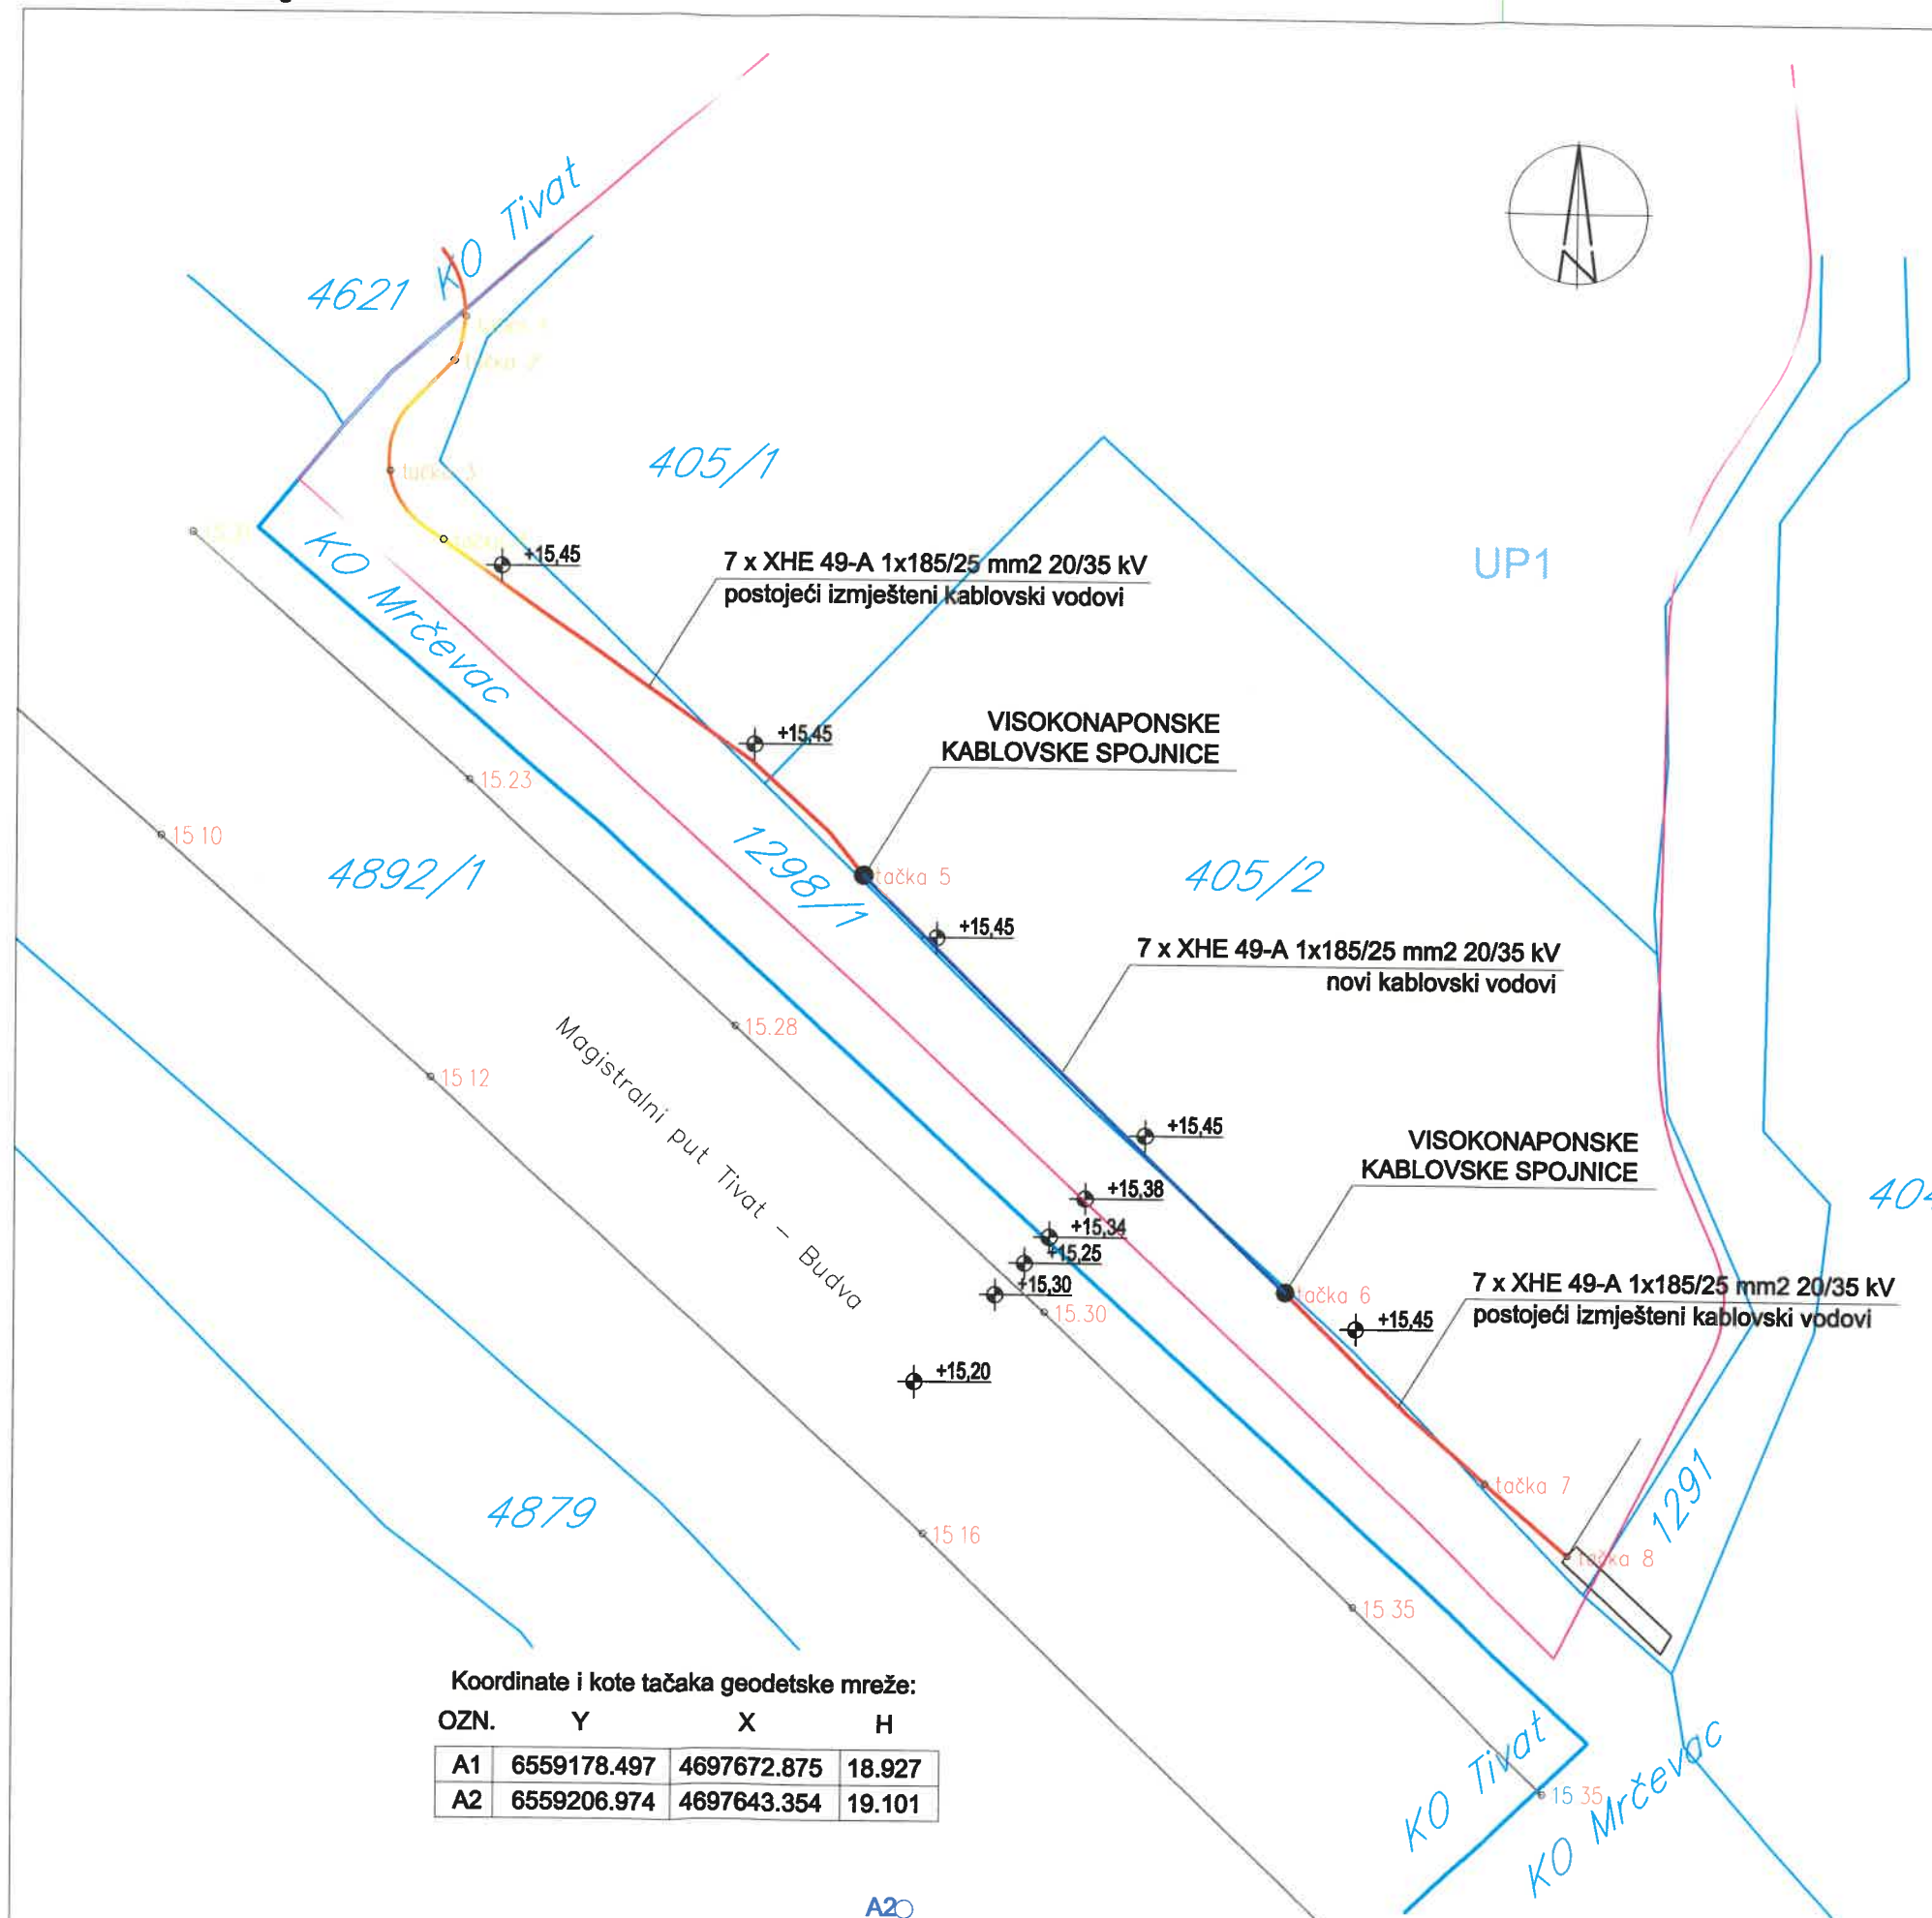 KO Tivat
4621
N
405/1
tačka 3
KO Mrčevac
+15,45
7 x XHE 49-A 1x185/25 mm2 20/35 kV
postojeći izmješteni kablovski vodovi
UP1
VISOKONAPONSKE
KABLOVSKE SPOJNICE
+15,45
15.23
15 10
4892/1
1298/1
tačka 5
405/2
+15,45
7 x XHE 49-A 1x185/25 mm2 20/35 kV
novi kablovski vodovi
15.28
15 12
Magistralni put Tivat – Budva
+15,45
VISOKONAPONSKE
KABLOVSKE SPOJNICE
+15,38
+15,34
+15,25
+15,30
15.30
tačka 6
7 x XHE 49-A 1x185/25 mm2 20/35 kV
postojeći izmješteni kablovski vodovi
+15,45
+15,20
tačka 7
1291
4879
15 16
tačka 8
15 35
Koordinate i kote tačaka geodetske mreže:
OZN. Y X H
A1 6559178.497 4697672.875 18.927
A2 6559206.974 4697643.354 19.101
KO Tivat
15 35
KO Mrčevac
A2